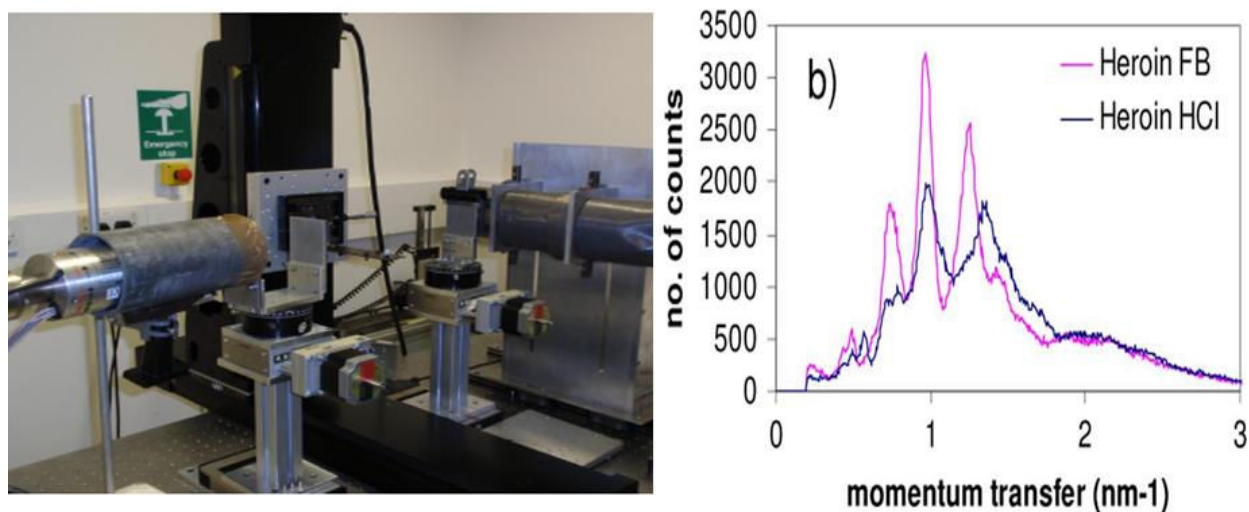 Emergency
stop
b)
Heroin FB
Heroin HCl
3500
3000
2500
2000
1500
1000
500
0
no. of counts
0 1 2 3
momentum transfer (nm-1)